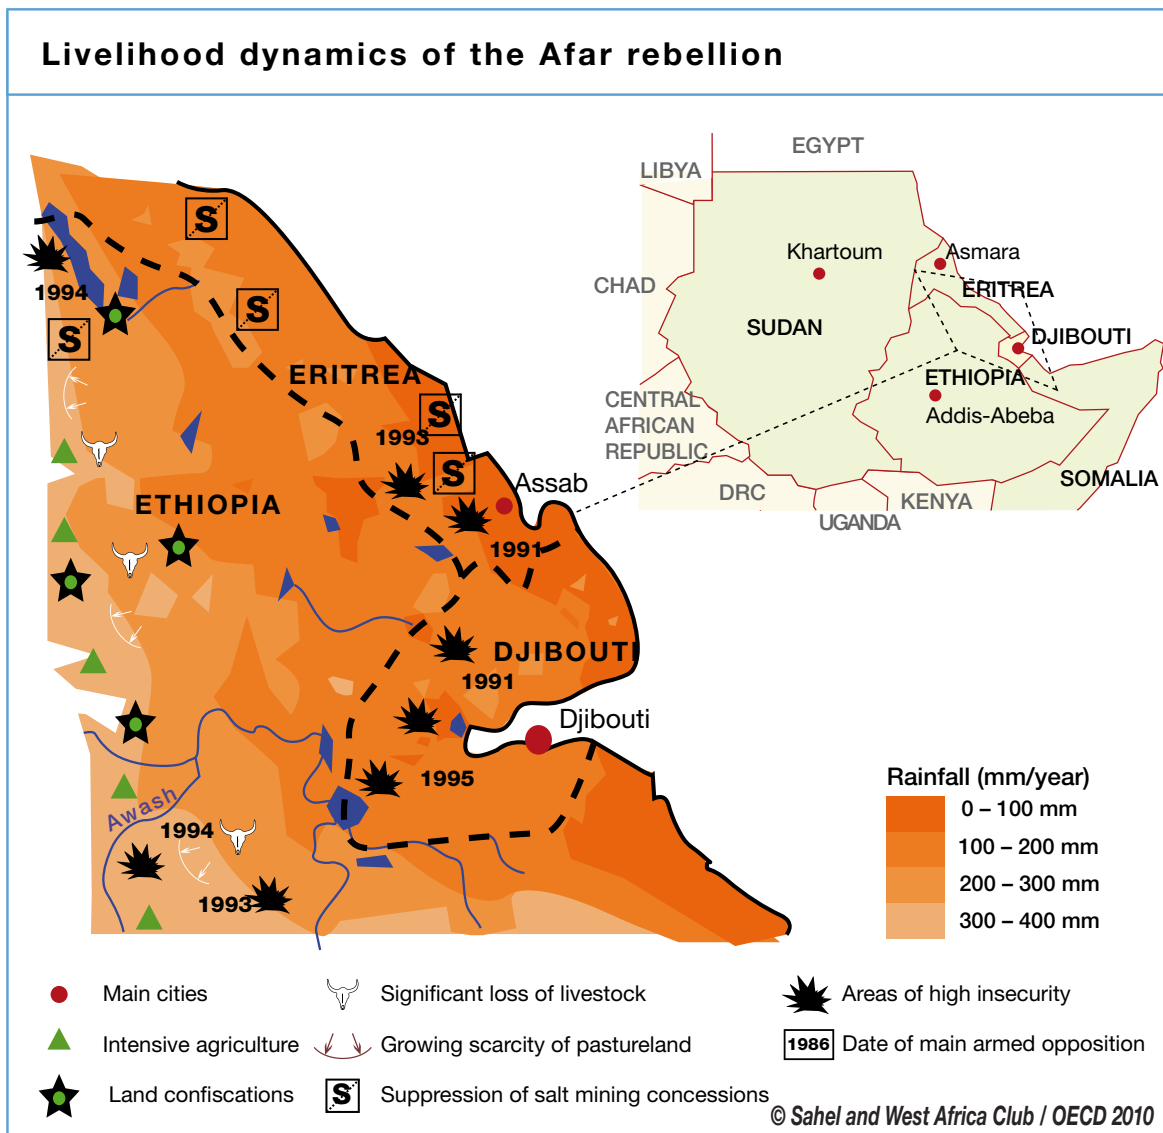 Livelihood dynamics of the Afar rebellion
EGYPT
LIBYA
Khartoum
Asmara
CHAD
ERITREA
SUDAN
DJIBOUTI
ETHIOPIA
CENTRAL
AFRICAN
REPUBLIC
Addis-Abeba
SOMALIA
DRC
KENYA
UGANDA
S
1994
S
S
ERITREA
S
1993
S
Assab
ETHIOPIA
1991
DJIBOUTI
1991
Djibouti
1995
Awash
1994
1993
Rainfall (mm/year)
0 – 100 mm
100 – 200 mm
200 – 300 mm
300 – 400 mm
Main cities
Significant loss of livestock
Areas of high insecurity
Intensive agriculture
Growing scarcity of pastureland
1986 Date of main armed opposition
Land confiscations
S Suppression of salt mining concessions
© Sahel and West Africa Club / OECD 2010